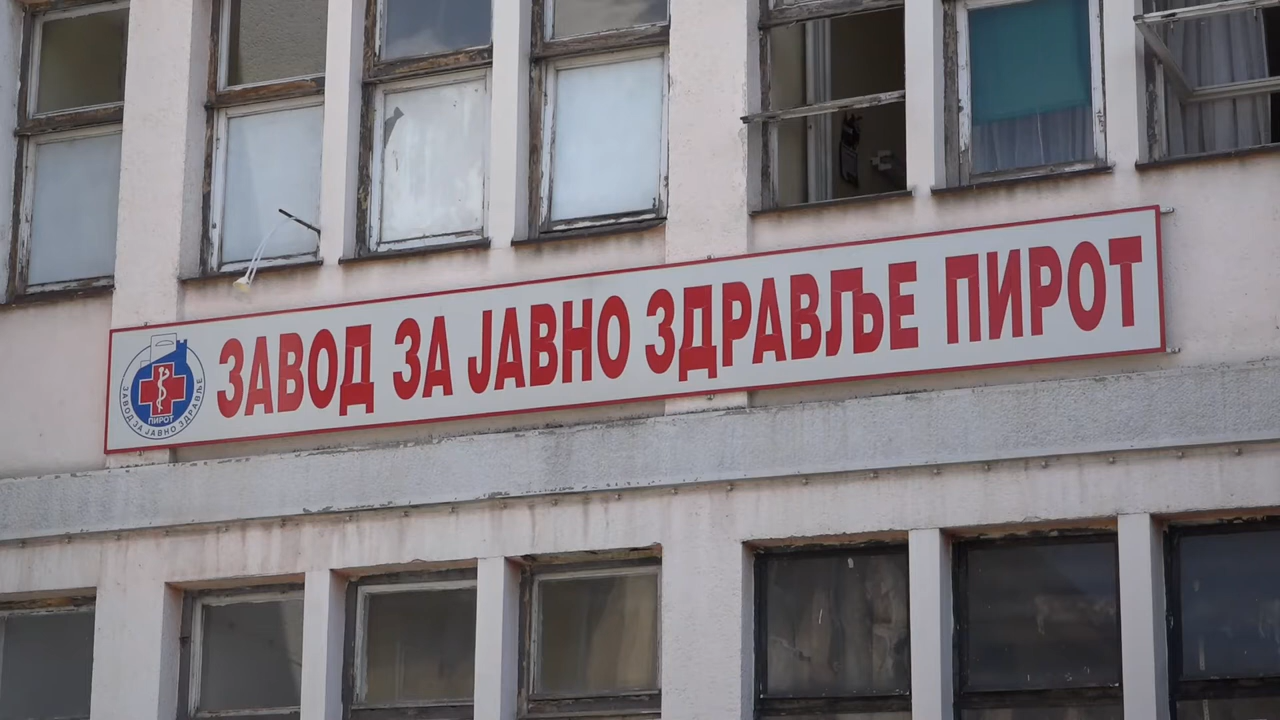 ЗАВОД ЗА ЈАВНО ЗДРАВЉЕ ПИРОТ
ПИРОТ
ЗАВОД ЗА ЈАВНО ЗДРАВЉЕ